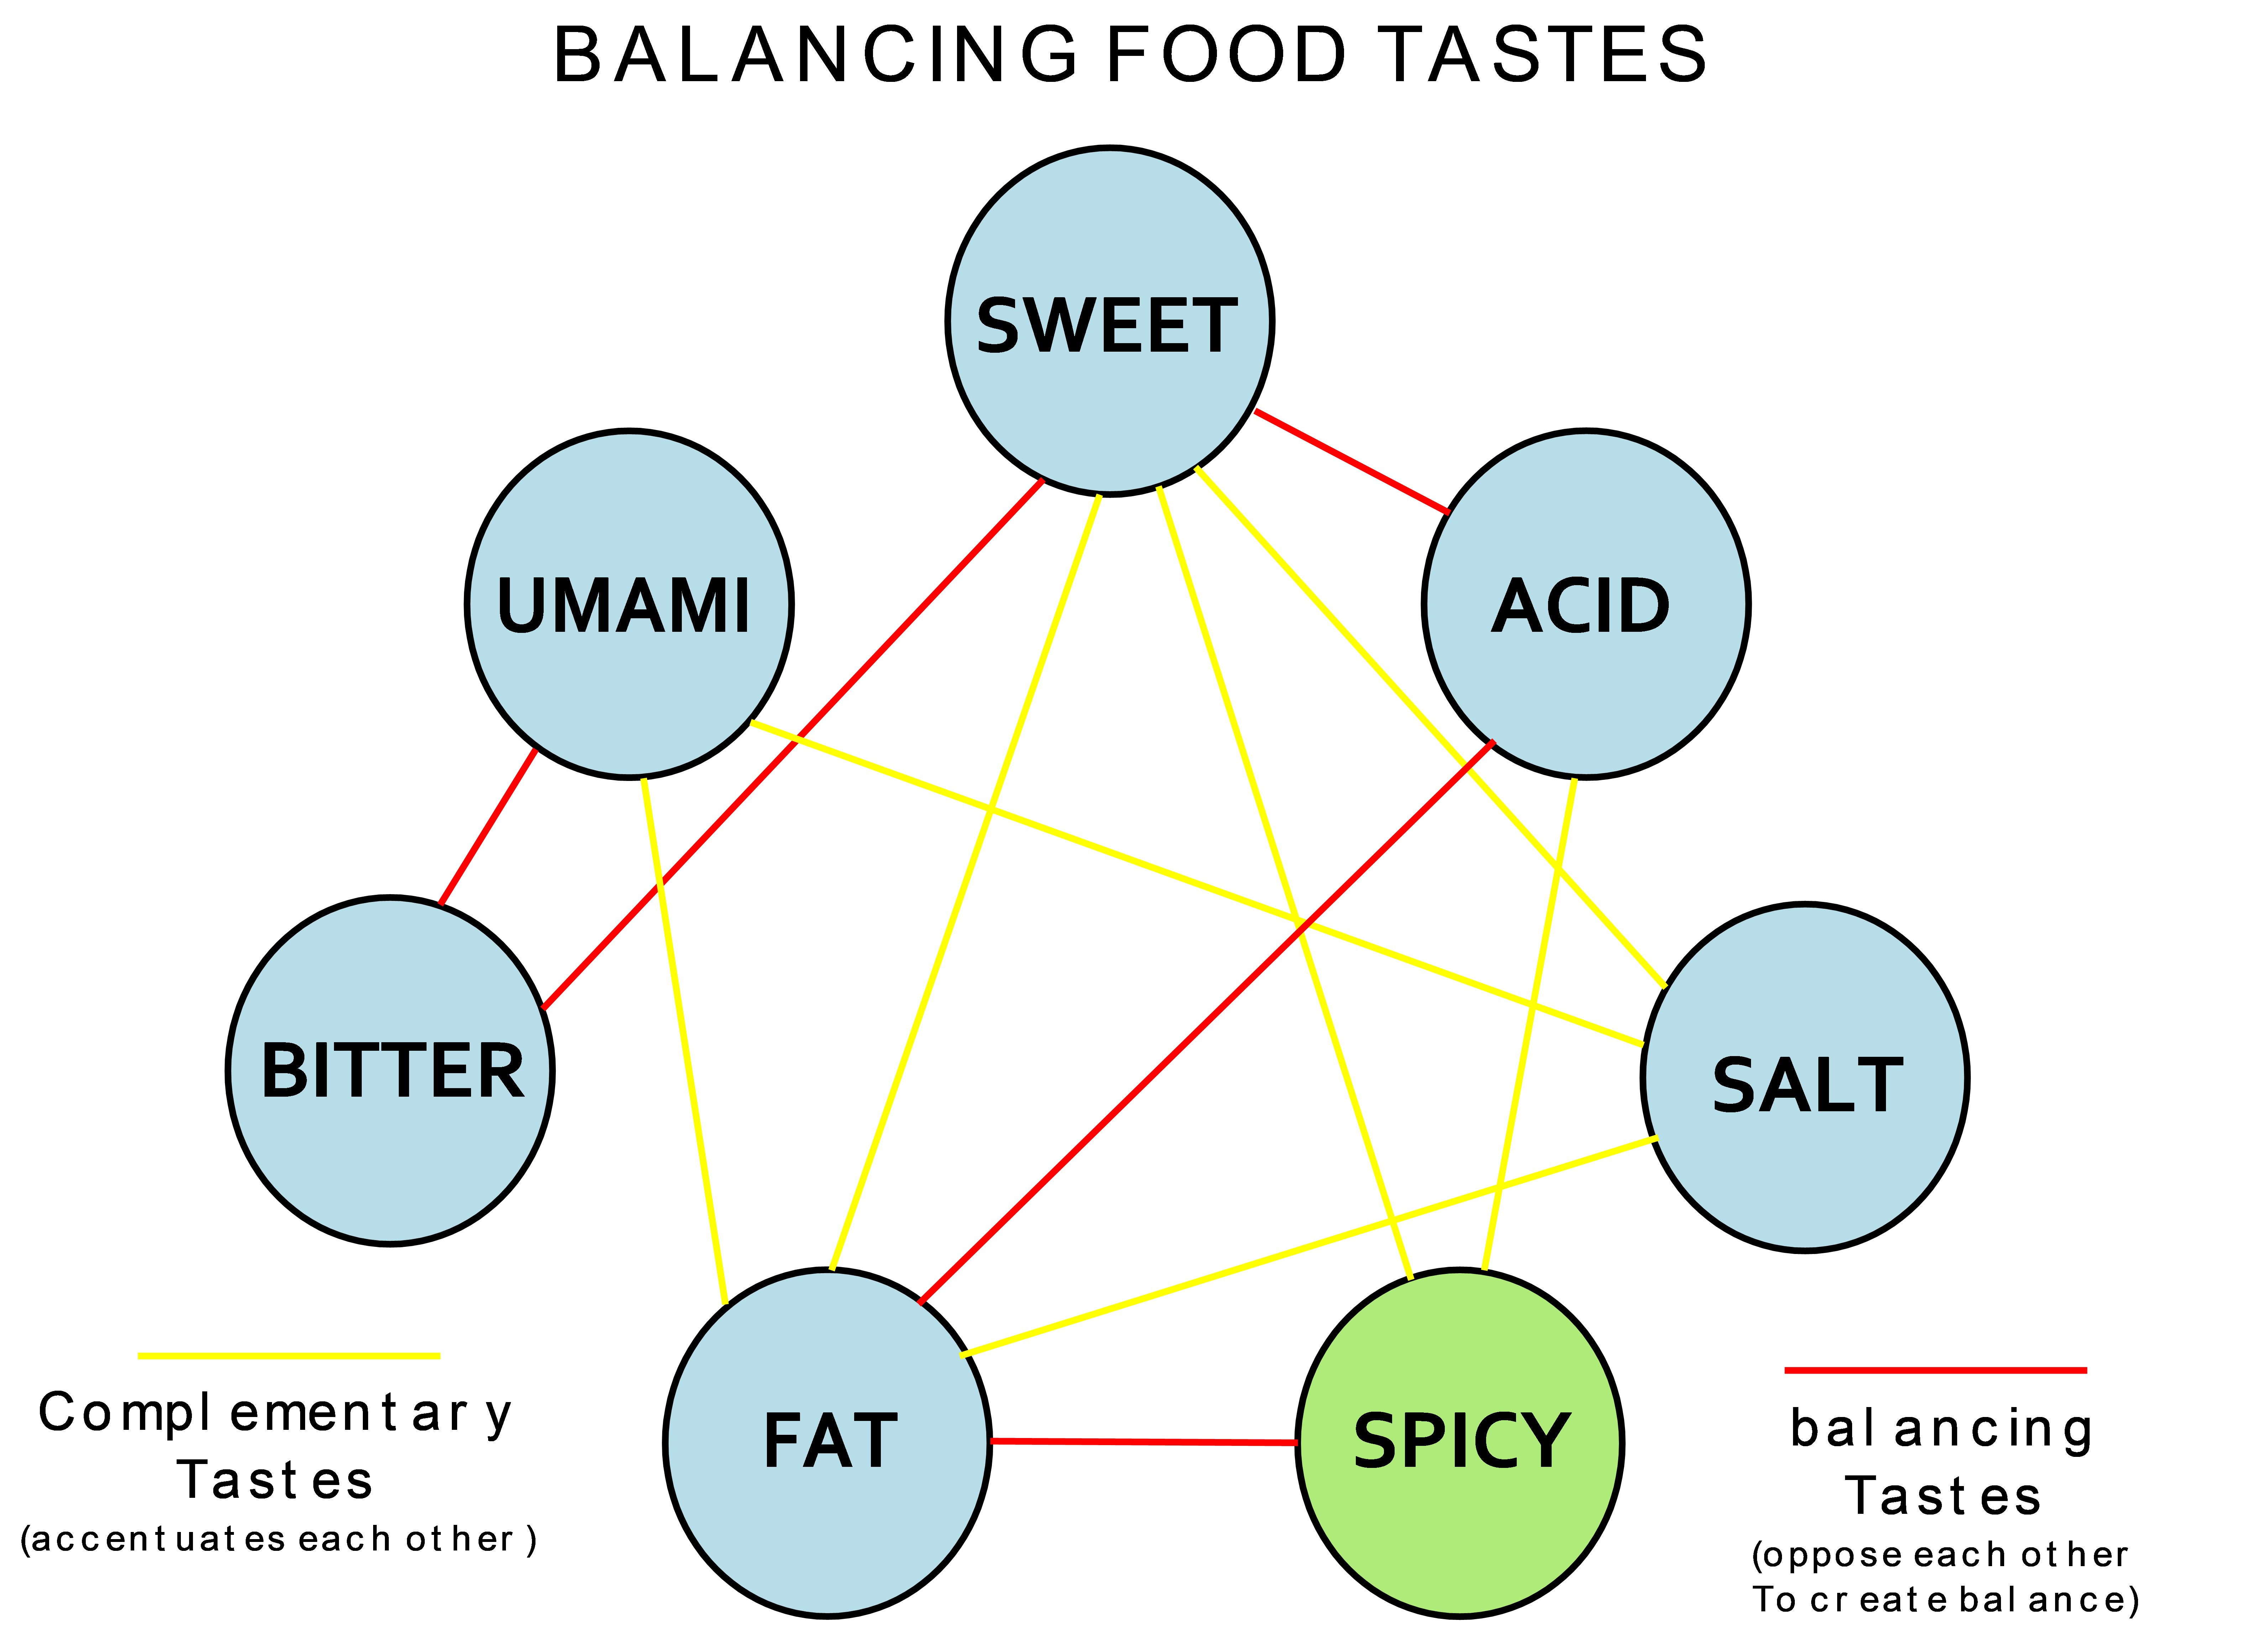 BALANCING FOOD TASTES
SWEET
UMAMI
ACID
BITTER
SALT
FAT
SPICY
Complementary
Tastes
(accentuates each other)
balancing
Tastes
(oppose each other
To create balance)